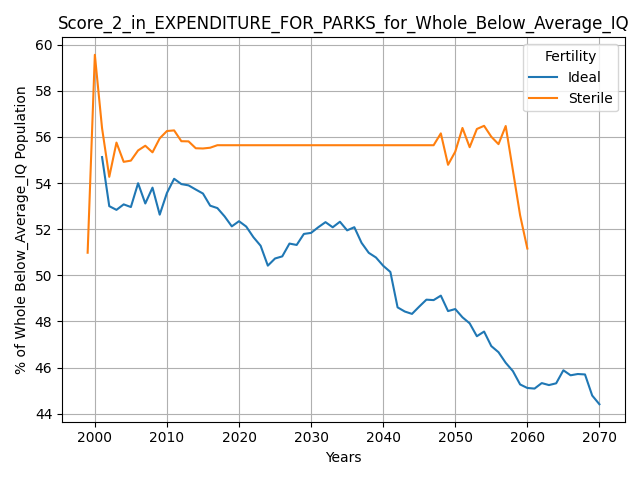 Score_2_in_EXPENDITURE_FOR_PARKS_for_Whole_Below_Average_IQ
% of Whole Below_Average_IQ Population
60
58
56
54
52
50
48
46
44
Fertility
Ideal
Sterile
2000 2010 2020 2030 2040 2050 2060 2070
Years